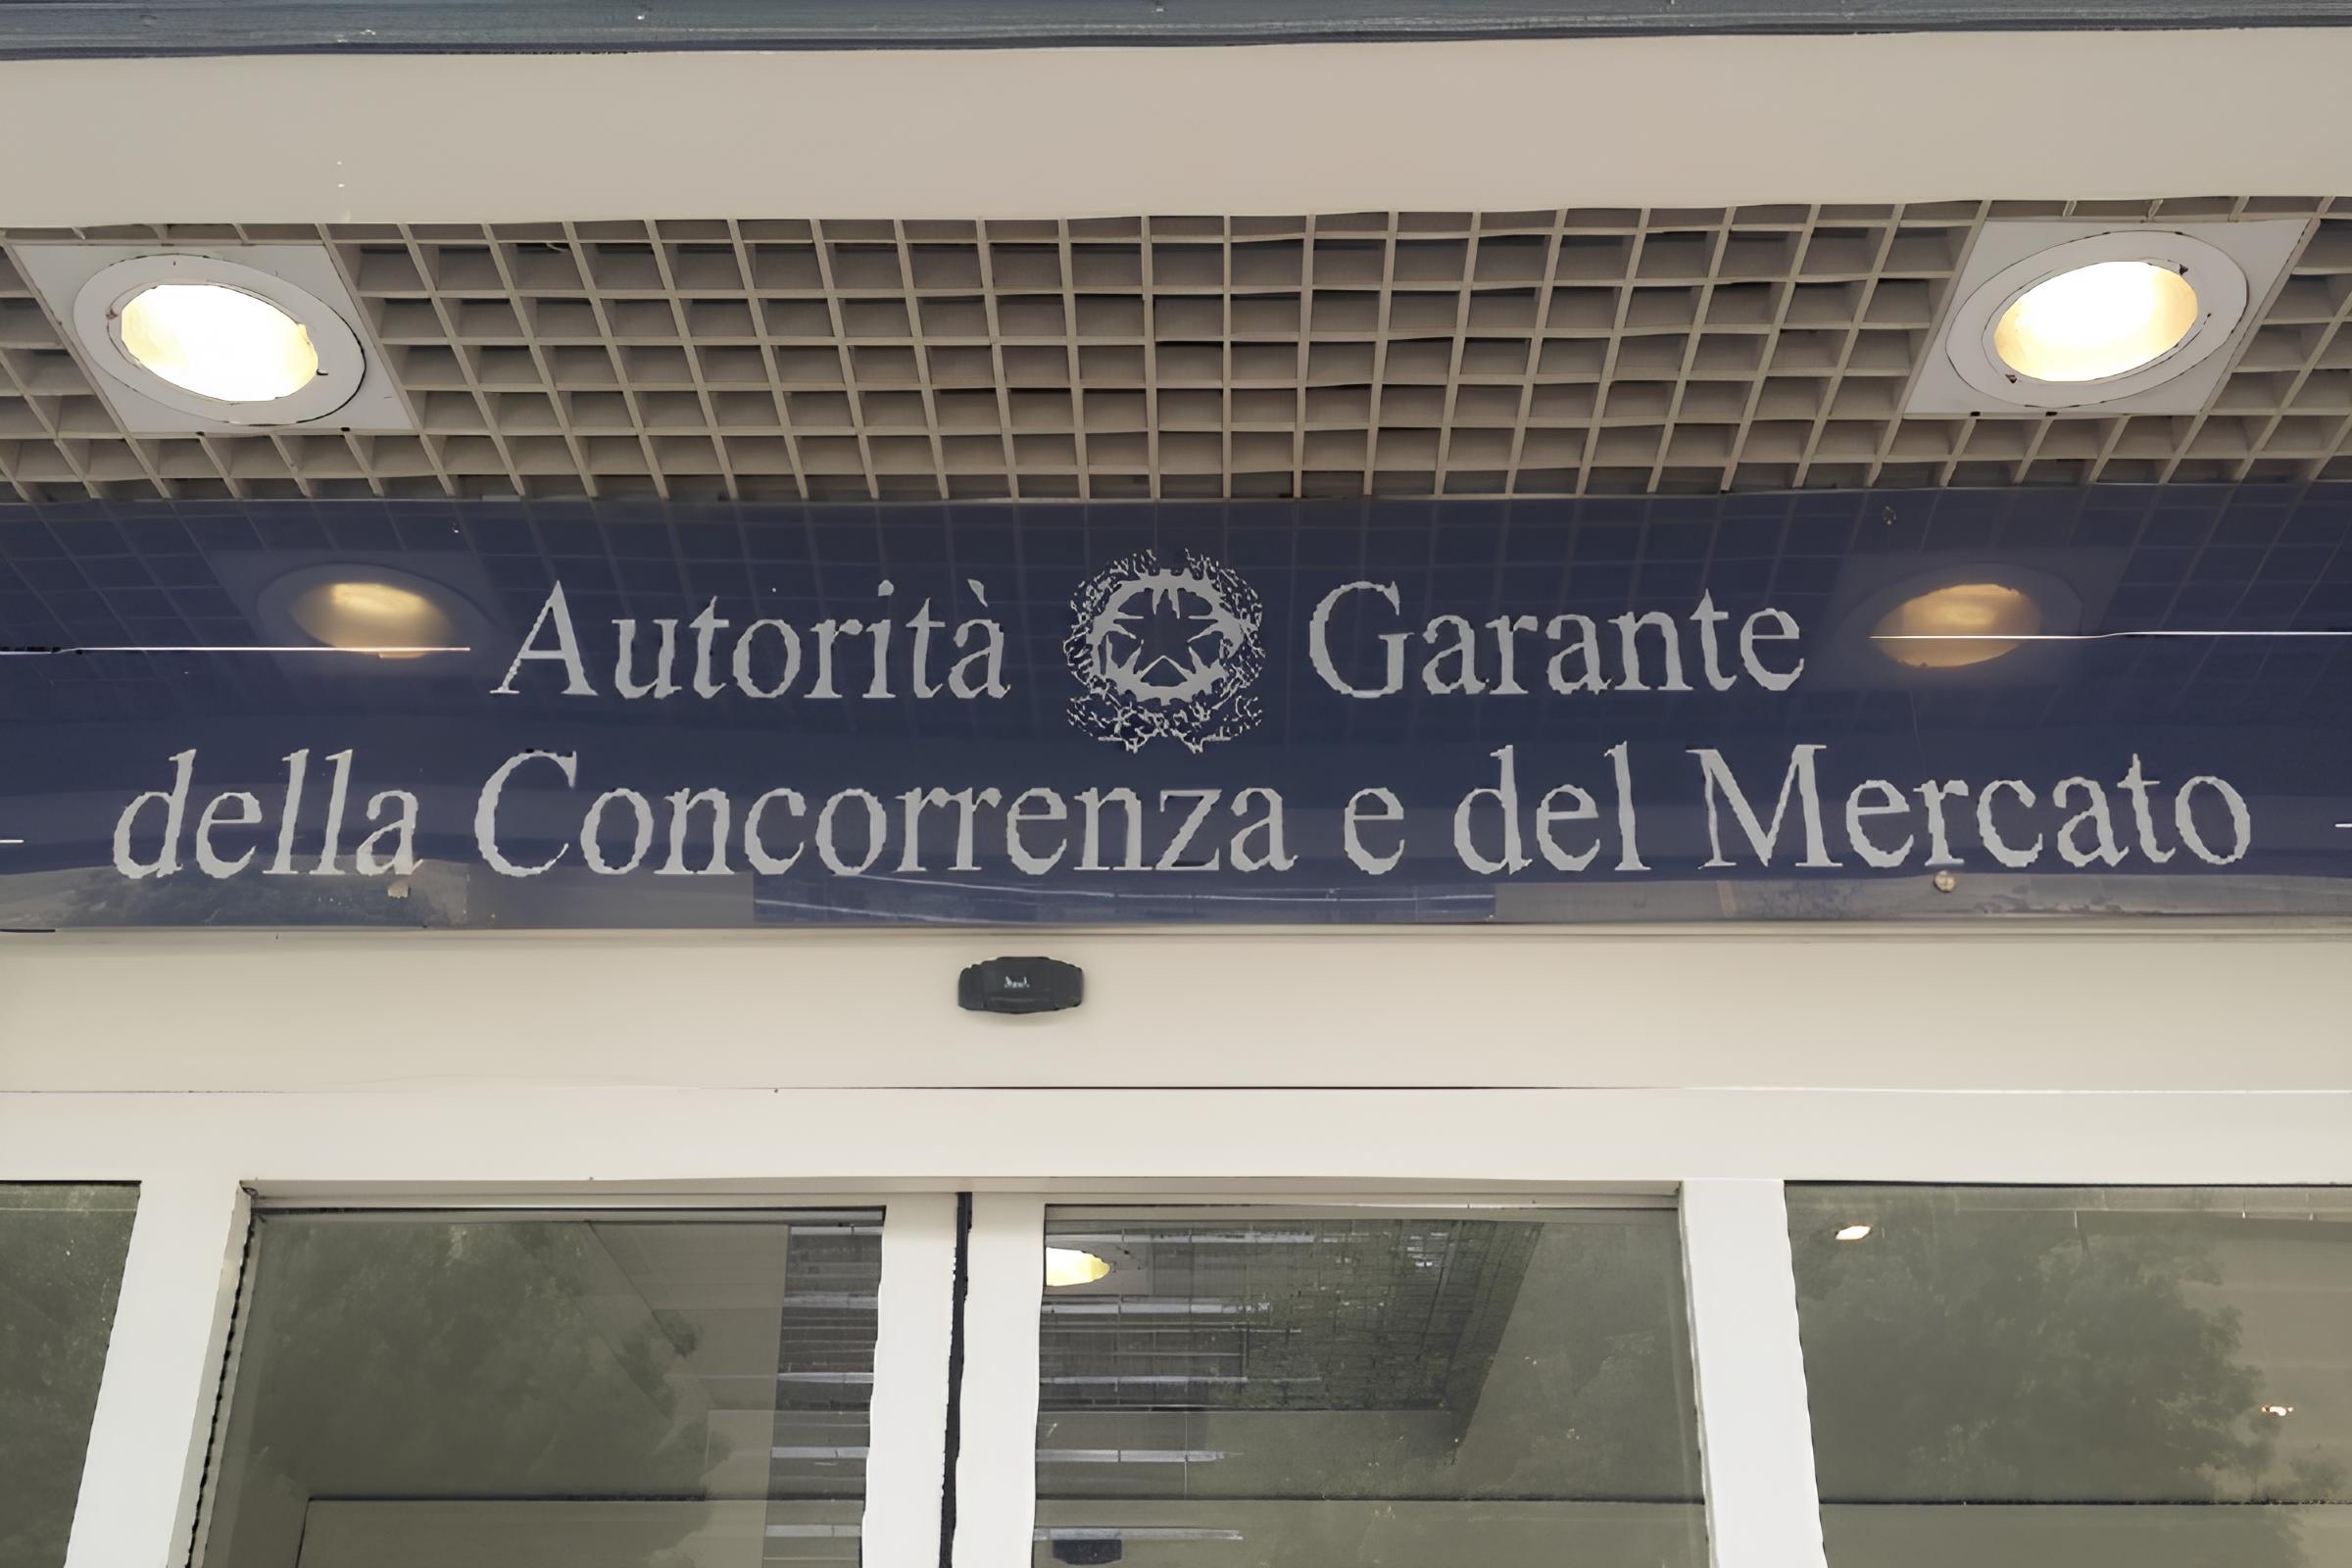 Autorità Garante
della Concorrenza e del Mercato